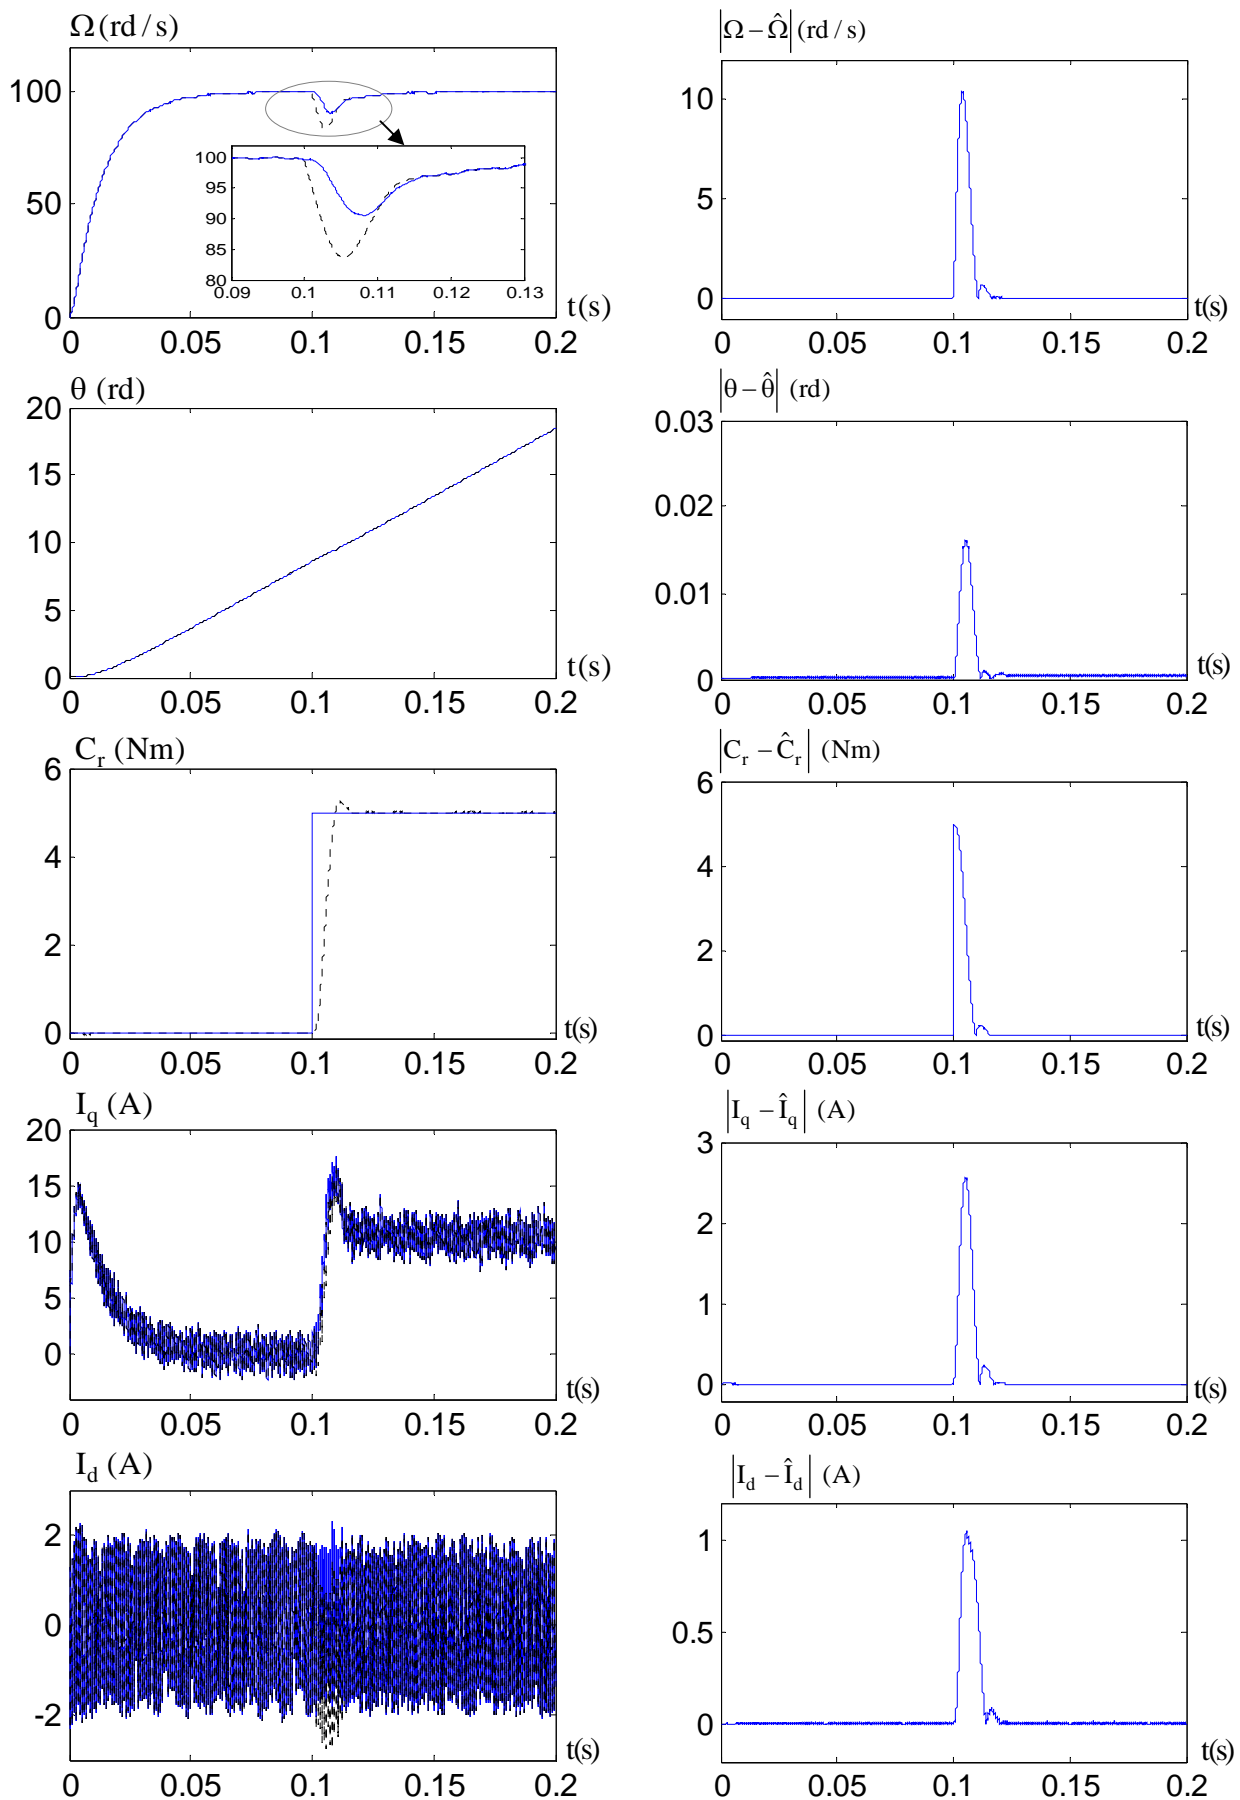 Ω (rd / s)
100
50
0
100
95
90
85
80
0.09 0.1 0.11 0.12 0.13
t(s)
0 0.05 0.1 0.15 0.2
|Ω − Ω̂| (rd / s)
10
5
0
t(s)
0 0.05 0.1 0.15 0.2
θ (rd)
20
15
10
5
0
t(s)
0 0.05 0.1 0.15 0.2
|θ − θ̂| (rd)
0.03
0.02
0.01
0
t(s)
0 0.05 0.1 0.15 0.2
C_r (Nm)
6
4
2
0
t(s)
0 0.05 0.1 0.15 0.2
|C_r − Ĉ_r| (Nm)
6
4
2
0
t(s)
0 0.05 0.1 0.15 0.2
I_q (A)
20
15
10
5
0
t(s)
0 0.05 0.1 0.15 0.2
|I_q − Î_q| (A)
3
2
1
0
t(s)
0 0.05 0.1 0.15 0.2
I_d (A)
2
0
-2
t(s)
0 0.05 0.1 0.15 0.2
|I_d − Î_d| (A)
1
0.5
0
t(s)
0 0.05 0.1 0.15 0.2